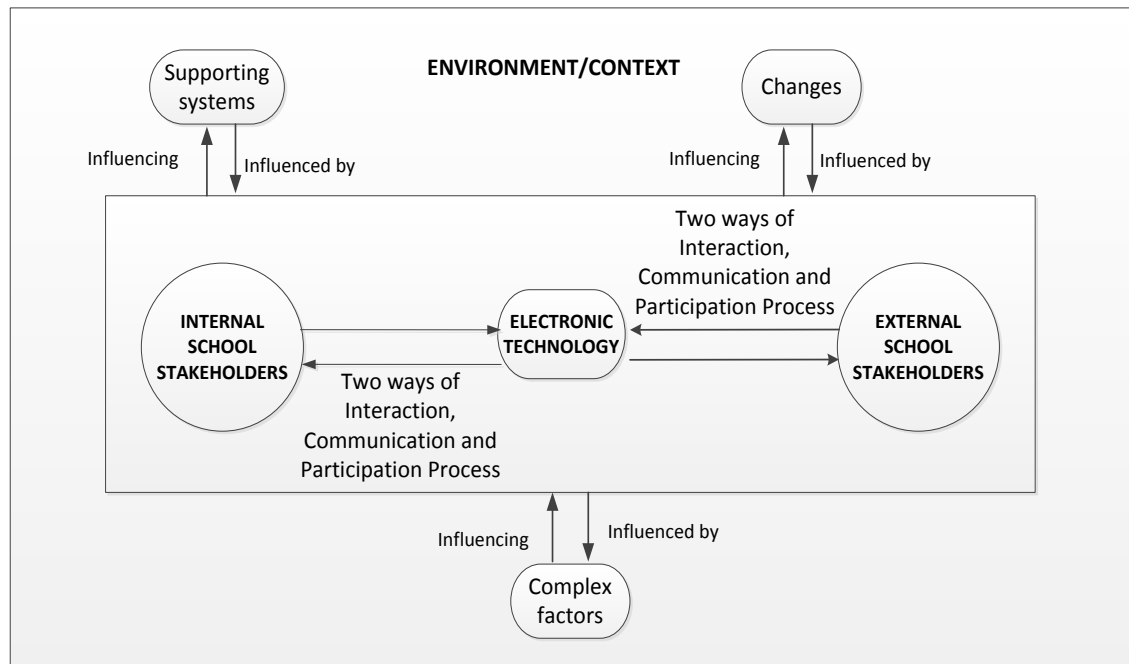 ENVIRONMENT/CONTEXT
Supporting
systems
Changes
Influencing
Influenced by
Influencing
Influenced by
Two ways of
Interaction,
Communication and
Participation Process
INTERNAL
SCHOOL
STAKEHOLDERS
ELECTRONIC
TECHNOLOGY
EXTERNAL
SCHOOL
STAKEHOLDERS
Two ways of
Interaction,
Communication and
Participation Process
Influencing
Influenced by
Complex
factors